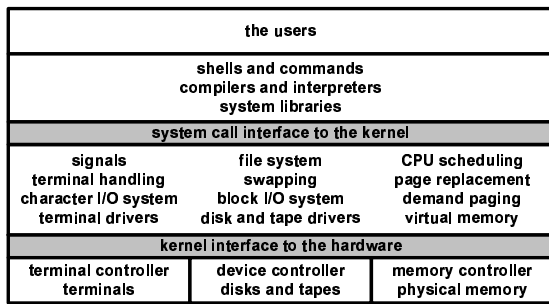 the users
shells and commands
compilers and interpreters
system libraries
system call interface to the kernel
signals
terminal handling
character I/O system
terminal drivers
file system
swapping
block I/O system
disk and tape drivers
CPU scheduling
page replacement
demand paging
virtual memory
kernel interface to the hardware
terminal controller
terminals
device controller
disks and tapes
memory controller
physical memory